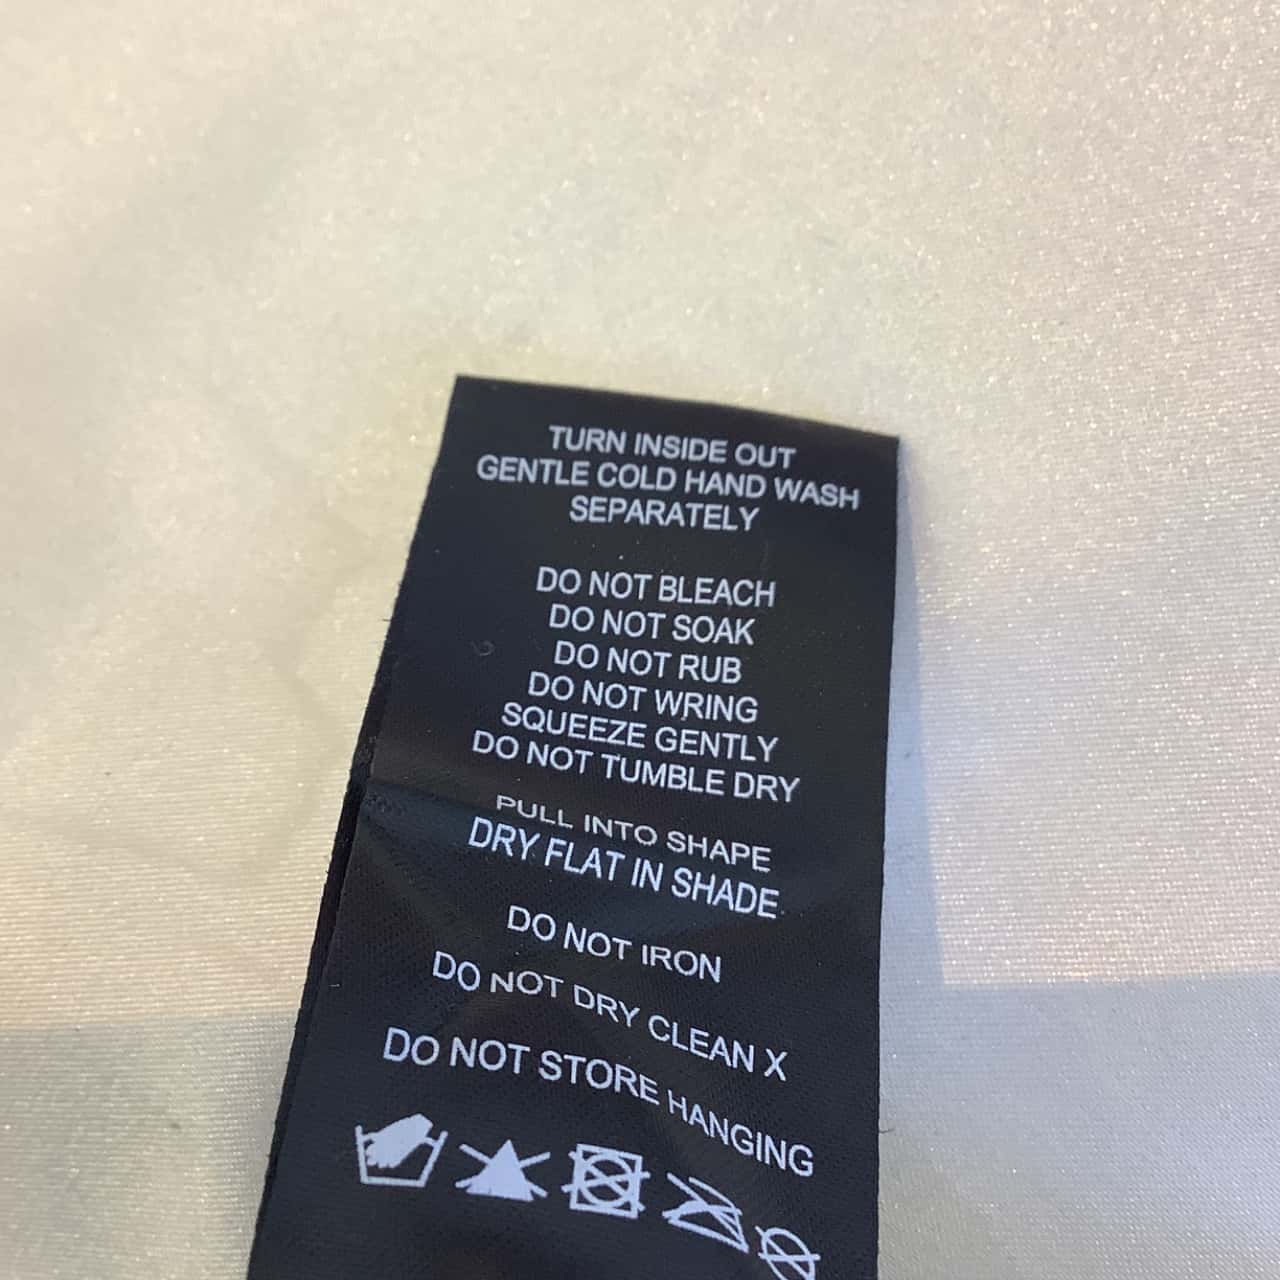 TURN INSIDE OUT
GENTLE COLD HAND WASH
SEPARATELY
DO NOT BLEACH
DO NOT SOAK
DO NOT RUB
DO NOT WRING
SQUEEZE GENTLY
DO NOT TUMBLE DRY
PULL INTO SHAPE
DRY FLAT IN SHADE
DO NOT IRON
DO NOT DRY CLEAN X
DO NOT STORE HANGING